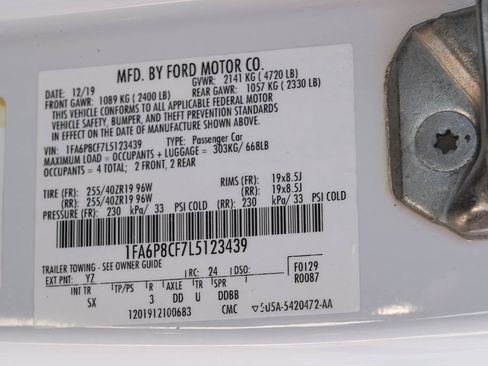 MFD. BY FORD MOTOR CO.
DATE: 12/19 GVWR: 2141 KG ( 4720 LB)
FRONT GAWR: 1089 KG ( 2400 LB) REAR GAWR: 1057 KG ( 2330 LB)
THIS VEHICLE CONFORMS TO ALL APPLICABLE FEDERAL MOTOR
VEHICLE SAFETY, BUMPER, AND THEFT PREVENTION STANDARDS
IN EFFECT ON THE DATE OF MANUFACTURE SHOWN ABOVE.
VIN: 1FA6P8CF7L5123439 TYPE: Passenger Car
MAXIMUM LOAD = OCCUPANTS + LUGGAGE = 303KG/ 668LB
OCCUPANTS = 4 TOTAL; 2 FRONT, 2 REAR
TIRE (FR): 255/40ZR19 96W RIMS (FR): 19x8.5J
(RR): 255/40ZR19 96W (RR): 19x8.5J
PRESSURE (FR): 230 kPa/ 33 PSI COLD (RR): 230 kPa/ 33 PSI COLD
1FA6P8CF7L5123439
TRAILER TOWING - SEE OWNER GUIDE
EXT PNT: YZ RC: 24 DSO: F0129
INT TR TP/PS R AXLE TR SPR R0087
SX 3 DD U DDBB
1201912100683 CMC 5U5A-5420472-AA